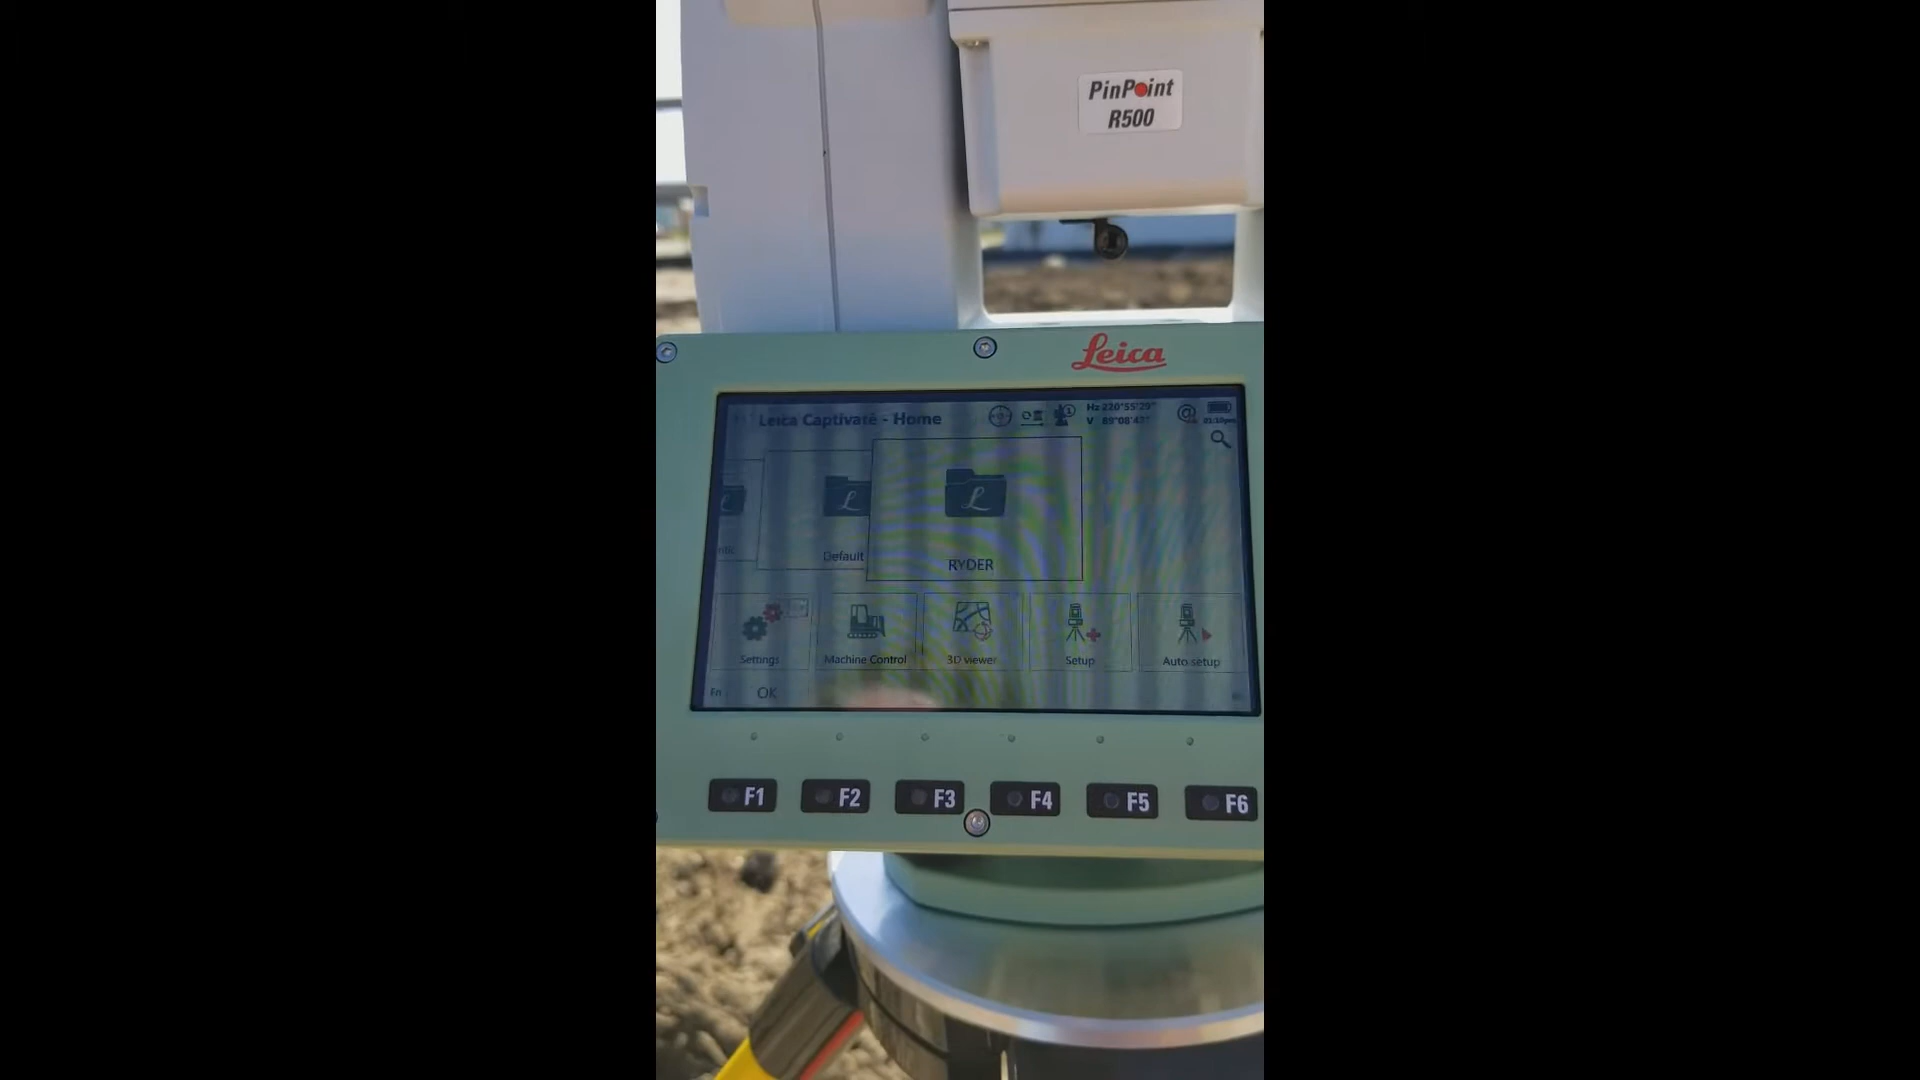 PinPoint
R500
Leica
Leica Captivate - Home
Hz 220°55'29"
V 89°08'43"
Default
RYDER
Settings
Machine Control
3D viewer
Setup
Auto setup
Fn
OK
F1
F2
F3
F4
F5
F6